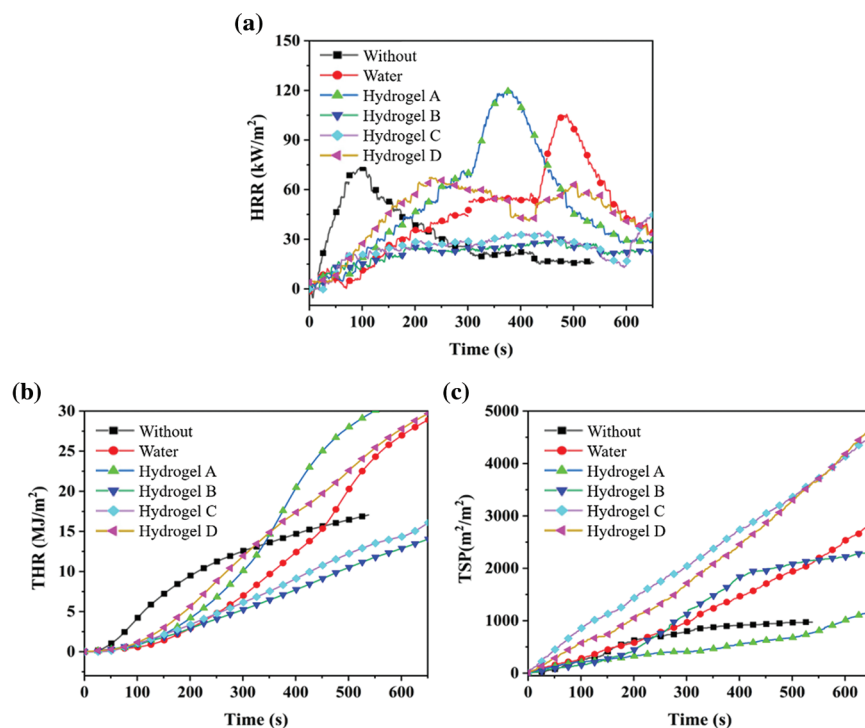 (a)
150
120
90
60
30
0
HRR (kW/m²)
Without
Water
Hydrogel A
Hydrogel B
Hydrogel C
Hydrogel D
0 100 200 300 400 500 600
Time (s)
(b)
30
25
20
15
10
5
0
THR (MJ/m²)
Without
Water
Hydrogel A
Hydrogel B
Hydrogel C
Hydrogel D
0 100 200 300 400 500 600
Time (s)
(c)
5000
4000
3000
2000
1000
0
TSP(m²/m²)
Without
Water
Hydrogel A
Hydrogel B
Hydrogel C
Hydrogel D
0 100 200 300 400 500 600
Time (s)